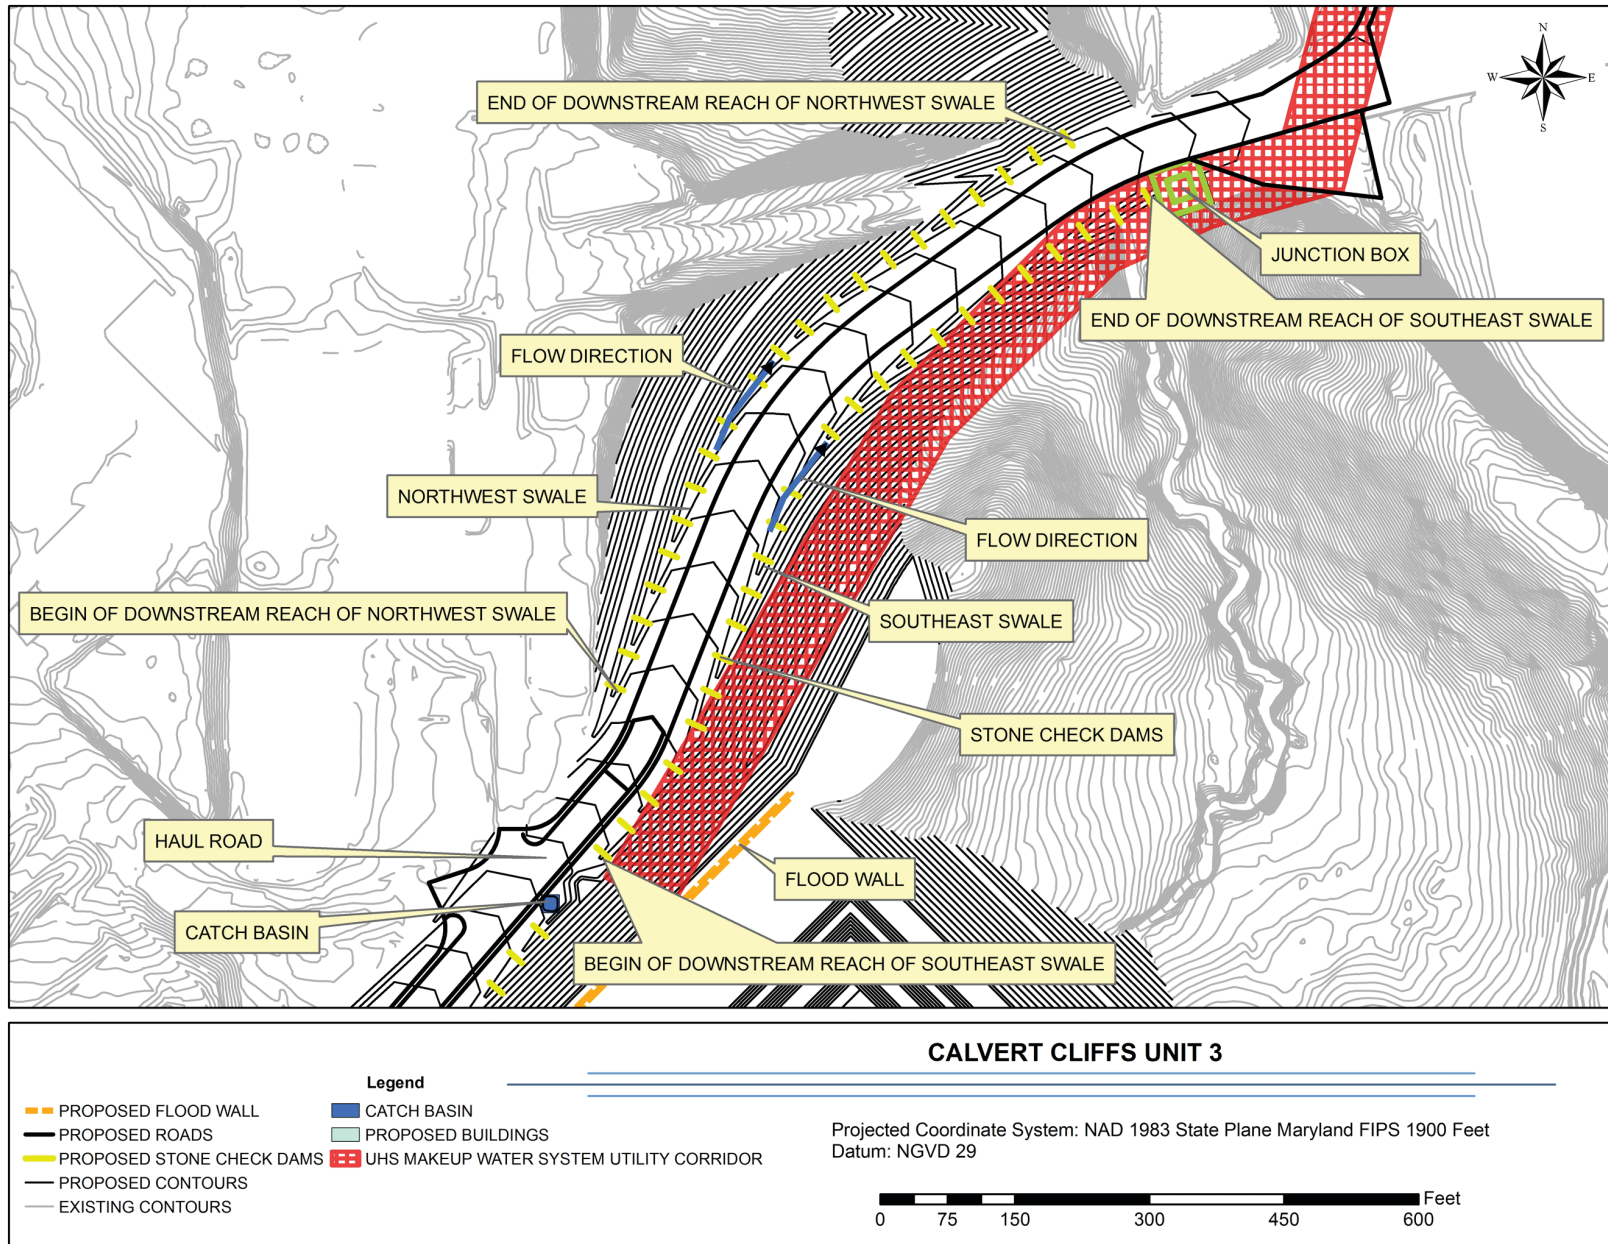 N
W E
S
END OF DOWNSTREAM REACH OF NORTHWEST SWALE
JUNCTION BOX
END OF DOWNSTREAM REACH OF SOUTHEAST SWALE
FLOW DIRECTION
NORTHWEST SWALE
FLOW DIRECTION
BEGIN OF DOWNSTREAM REACH OF NORTHWEST SWALE
SOUTHEAST SWALE
STONE CHECK DAMS
HAUL ROAD
FLOOD WALL
CATCH BASIN
BEGIN OF DOWNSTREAM REACH OF SOUTHEAST SWALE
CALVERT CLIFFS UNIT 3
Legend
PROPOSED FLOOD WALL
PROPOSED ROADS
PROPOSED STONE CHECK DAMS
PROPOSED CONTOURS
EXISTING CONTOURS
CATCH BASIN
PROPOSED BUILDINGS
UHS MAKEUP WATER SYSTEM UTILITY CORRIDOR
Projected Coordinate System: NAD 1983 State Plane Maryland FIPS 1900 Feet
Datum: NGVD 29
Feet
0 75 150 300 450 600